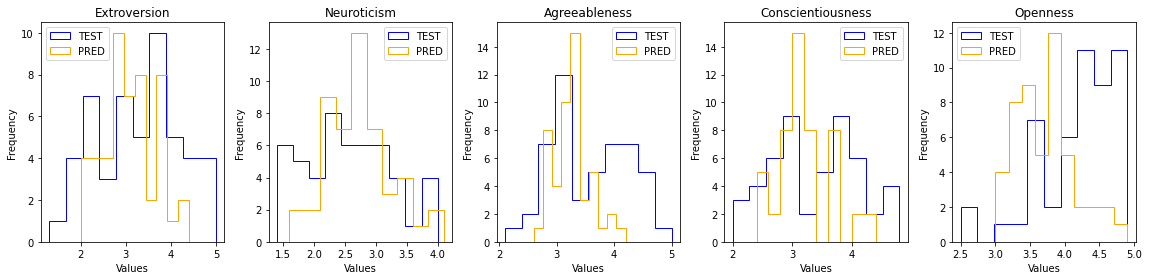 Extroversion
Frequency
10
8
6
4
2
0
TEST
PRED
2
3
4
5
Values
Neuroticism
Frequency
12
10
8
6
4
2
0
TEST
PRED
1.5
2.0
2.5
3.0
3.5
4.0
Values
Agreeableness
Frequency
14
12
10
8
6
4
2
0
TEST
PRED
2
3
4
5
Values
Conscientiousness
Frequency
14
12
10
8
6
4
2
0
TEST
PRED
2
3
4
Values
Openness
Frequency
12
10
8
6
4
2
0
TEST
PRED
2.5
3.0
3.5
4.0
4.5
5.0
Values